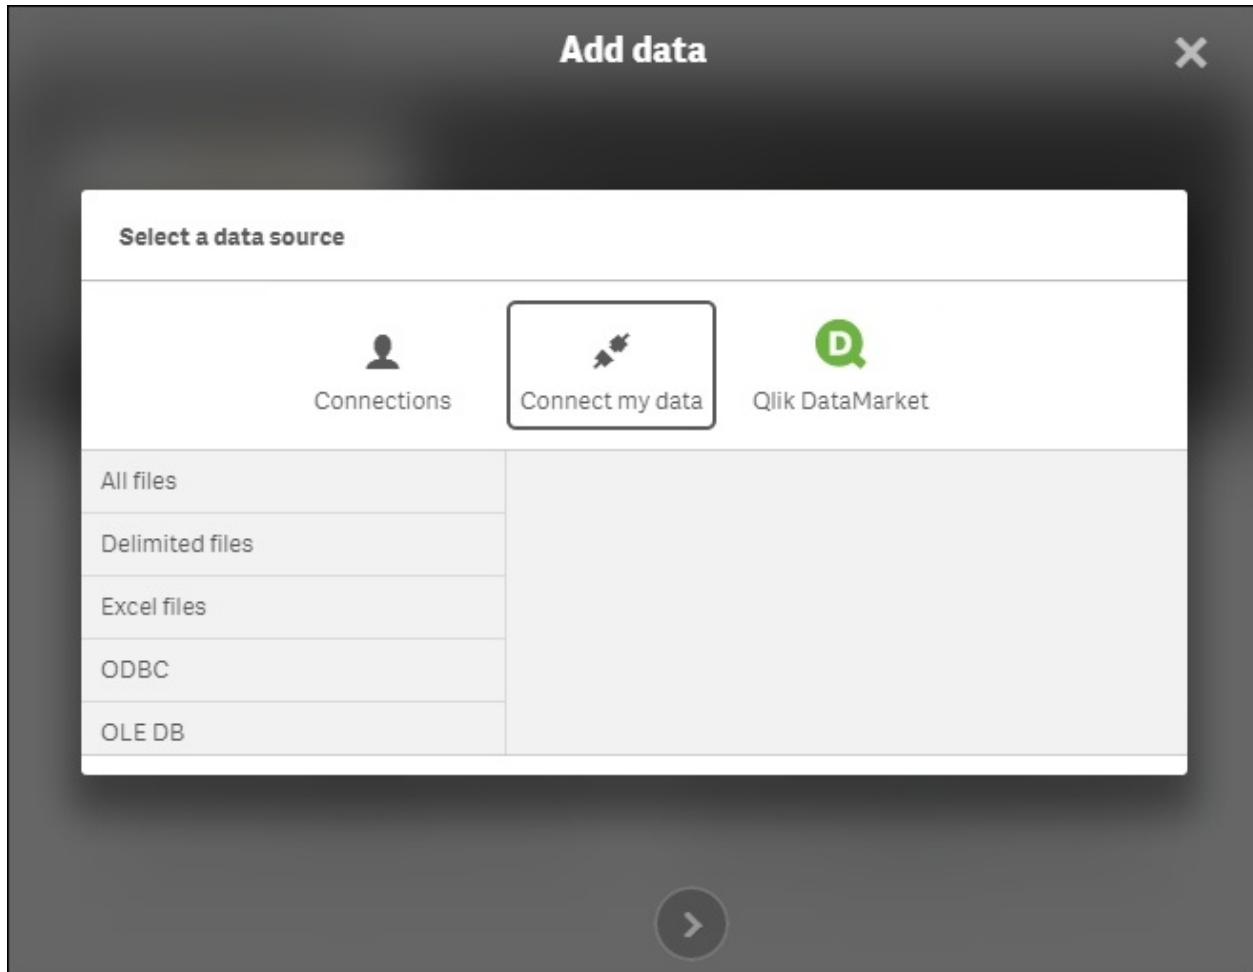 Add data
Select a data source
Connections
Connect my data
D
Qlik DataMarket
All files
Delimited files
Excel files
ODBC
OLE DB